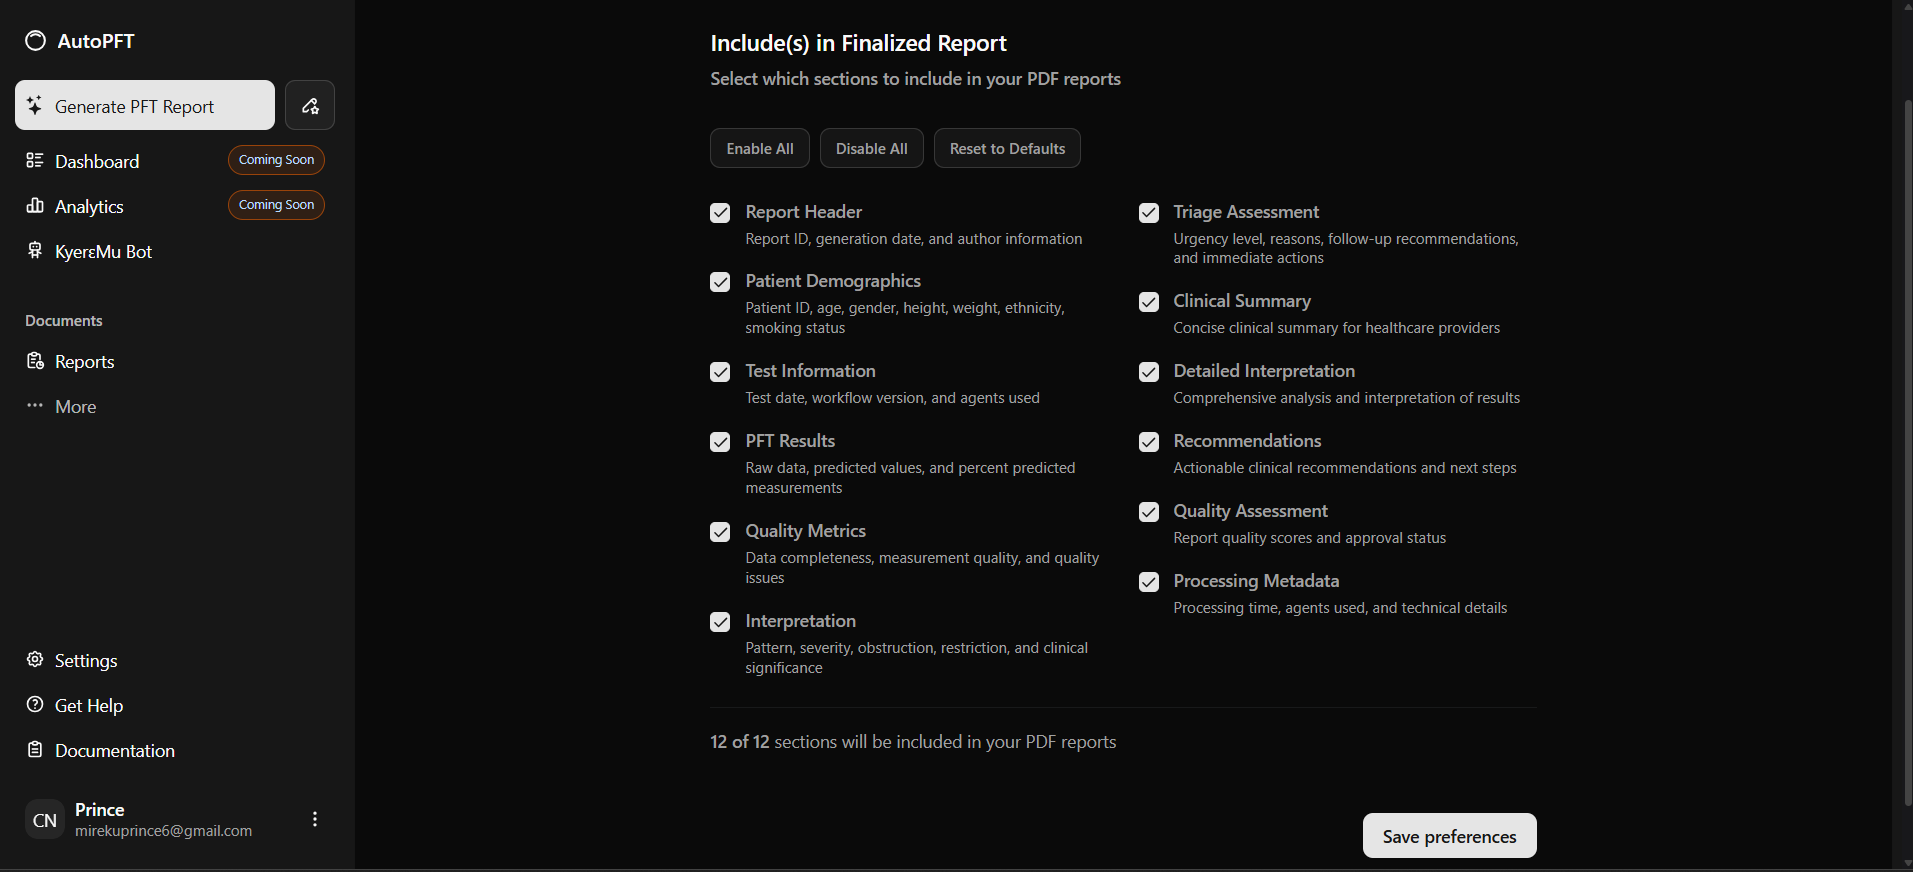 AutoPFT
Generate PFT Report
Dashboard
Coming Soon
Analytics
Coming Soon
KyerɛMu Bot
Documents
Reports
More
Settings
Get Help
Documentation
CN
Prince
mirekuprince6@gmail.com
Include(s) in Finalized Report
Select which sections to include in your PDF reports
Enable All
Disable All
Reset to Defaults
Report Header
Report ID, generation date, and author information
Patient Demographics
Patient ID, age, gender, height, weight, ethnicity,
smoking status
Test Information
Test date, workflow version, and agents used
PFT Results
Raw data, predicted values, and percent predicted
measurements
Quality Metrics
Data completeness, measurement quality, and quality
issues
Interpretation
Pattern, severity, obstruction, restriction, and clinical
significance
Triage Assessment
Urgency level, reasons, follow-up recommendations,
and immediate actions
Clinical Summary
Concise clinical summary for healthcare providers
Detailed Interpretation
Comprehensive analysis and interpretation of results
Recommendations
Actionable clinical recommendations and next steps
Quality Assessment
Report quality scores and approval status
Processing Metadata
Processing time, agents used, and technical details
12 of 12 sections will be included in your PDF reports
Save preferences